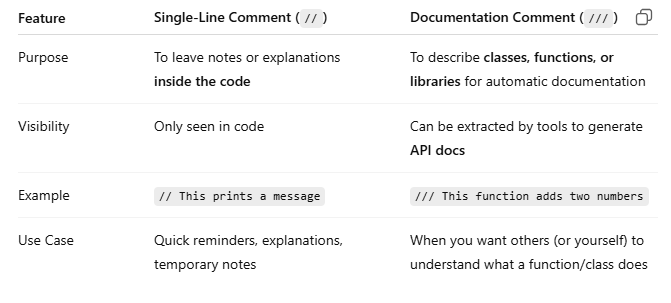 Feature Single-Line Comment ( // ) Documentation Comment ( /// )
Purpose To leave notes or explanations To describe classes, functions, or
inside the code libraries for automatic documentation
Visibility Only seen in code Can be extracted by tools to generate
API docs
Example // This prints a message /// This function adds two numbers
Use Case Quick reminders, explanations, When you want others (or yourself) to
temporary notes understand what a function/class does